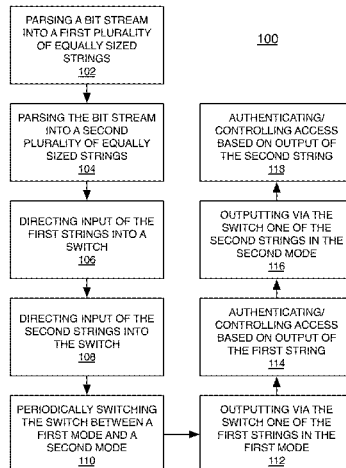 PARSING A BIT STREAM
INTO A FIRST PLURALITY
OF EQUALLY SIZED
STRINGS
102
100
PARSING THE BIT STREAM
INTO A SECOND
PLURALITY OF EQUALLY
SIZED STRINGS
104
DIRECTING INPUT OF THE
FIRST STRINGS INTO A
SWITCH
106
DIRECTING INPUT OF THE
SECOND STRINGS INTO
THE SWITCH
108
PERIODICALLY SWITCHING
THE SWITCH BETWEEN A
FIRST MODE AND A
SECOND MODE
110
OUTPUTTING VIA THE
SWITCH ONE OF THE
FIRST STRINGS IN THE
FIRST MODE
112
AUTHENTICATING/
CONTROLLING ACCESS
BASED ON OUTPUT OF
THE FIRST STRING
114
OUTPUTTING VIA THE
SWITCH ONE OF THE
SECOND STRINGS IN THE
SECOND MODE
116
AUTHENTICATING/
CONTROLLING ACCESS
BASED ON OUTPUT OF
THE SECOND STRING
118